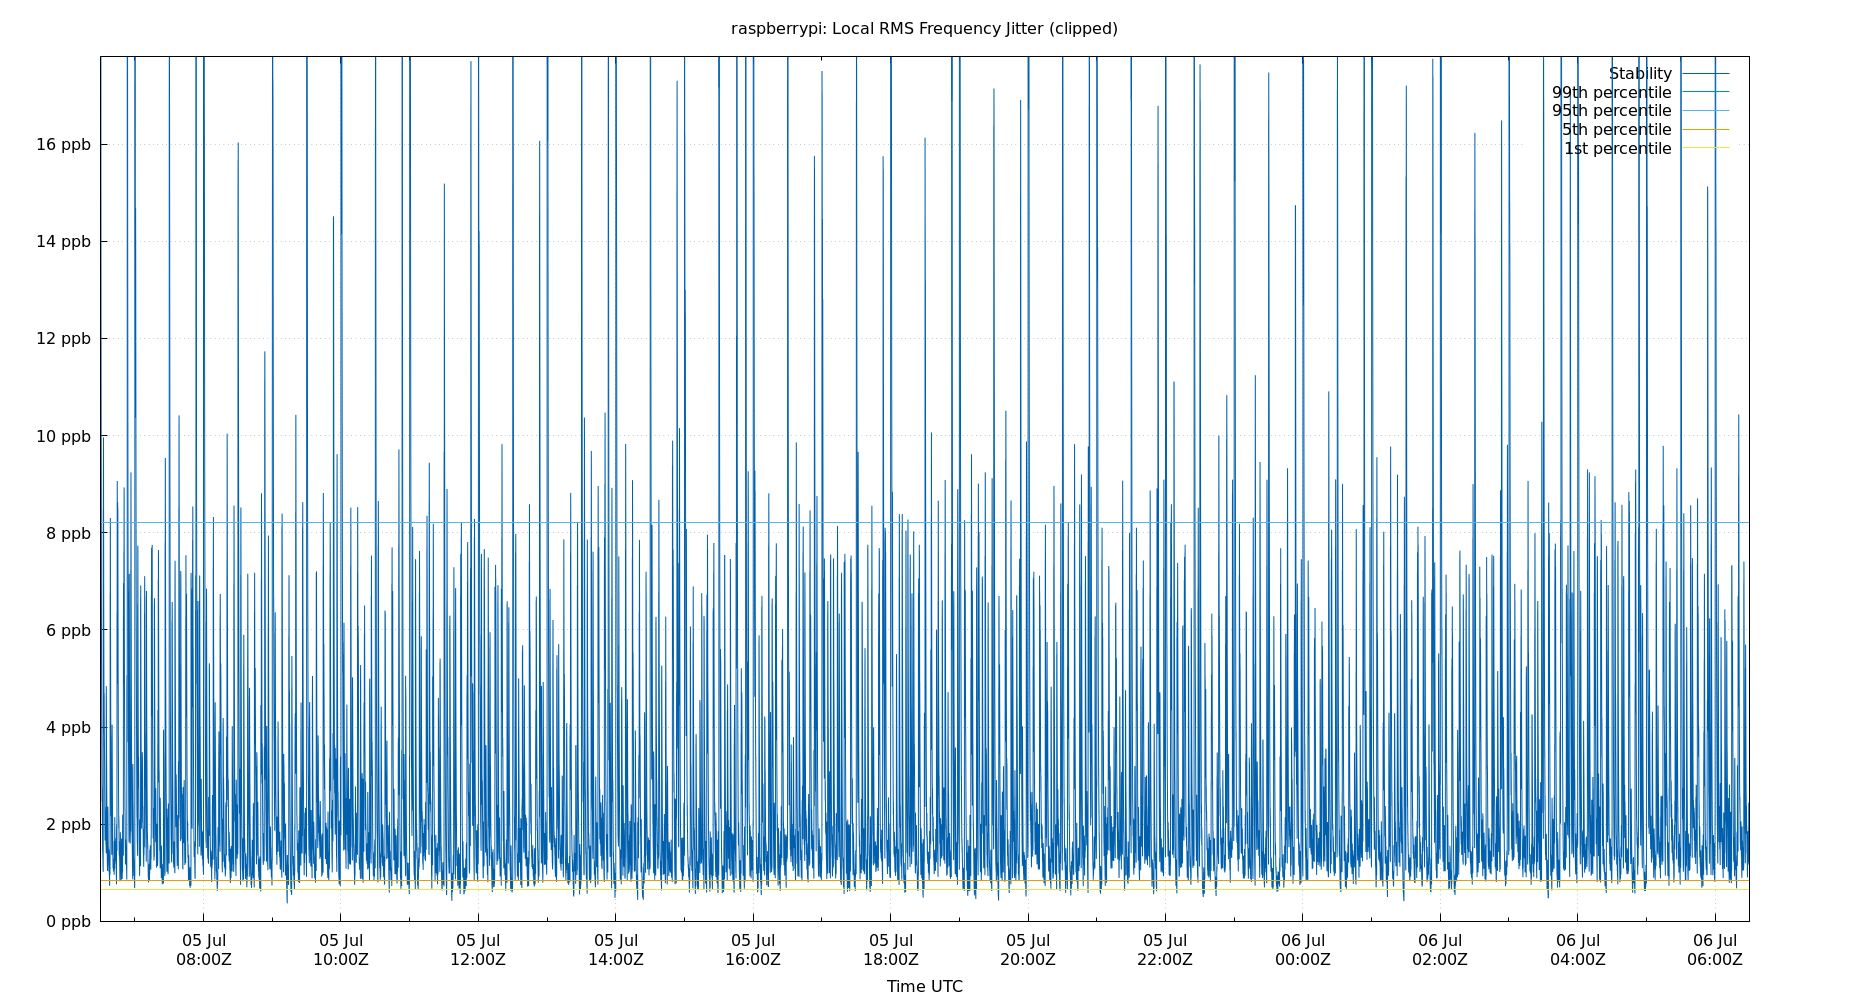 raspberrypi: Local RMS Frequency Jitter (clipped)
Stability
99th percentile
95th percentile
5th percentile
1st percentile
16 ppb
14 ppb
12 ppb
10 ppb
8 ppb
6 ppb
4 ppb
2 ppb
0 ppb
05 Jul 05 Jul 05 Jul 05 Jul 05 Jul 05 Jul 05 Jul 05 Jul 06 Jul 06 Jul 06 Jul 06 Jul
08:00Z 10:00Z 12:00Z 14:00Z 16:00Z 18:00Z 20:00Z 22:00Z 00:00Z 02:00Z 04:00Z 06:00Z
Time UTC